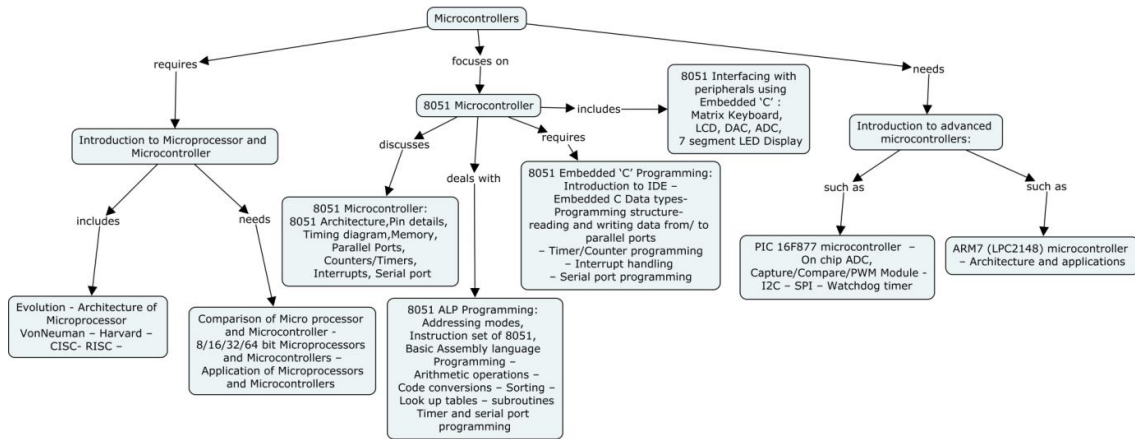 Microcontrollers
requires
focuses on
needs
Introduction to Microprocessor and
Microcontroller
includes
needs
Evolution - Architecture of
Microprocessor
VonNeuman – Harvard –
CISC- RISC –
Comparison of Micro processor
and Microcontroller -
8/16/32/64 bit Microprocessors
and Microcontrollers –
Application of Microprocessors
and Microcontrollers
8051 Microcontroller
discusses
deals with
requires
includes
8051 Microcontroller:
8051 Architecture,Pin details,
Timing diagram,Memory,
Parallel Ports,
Counters/Timers,
Interrupts, Serial port
8051 ALP Programming:
Addressing modes,
Instruction set of 8051,
Basic Assembly language
Programming –
Arithmetic operations –
Code conversions – Sorting –
Look up tables – subroutines
Timer and serial port
programming
8051 Embedded ‘C’ Programming:
Introduction to IDE –
Embedded C Data types-
Programming structure-
reading and writing data from/ to
parallel ports
– Timer/Counter programming
– Interrupt handling
– Serial port programming
8051 Interfacing with
peripherals using
Embedded ‘C’ :
Matrix Keyboard,
LCD, DAC, ADC,
7 segment LED Display
Introduction to advanced
microcontrollers:
such as
such as
PIC 16F877 microcontroller –
On chip ADC,
Capture/Compare/PWM Module -
I2C – SPI – Watchdog timer
ARM7 (LPC2148) microcontroller
– Architecture and applications